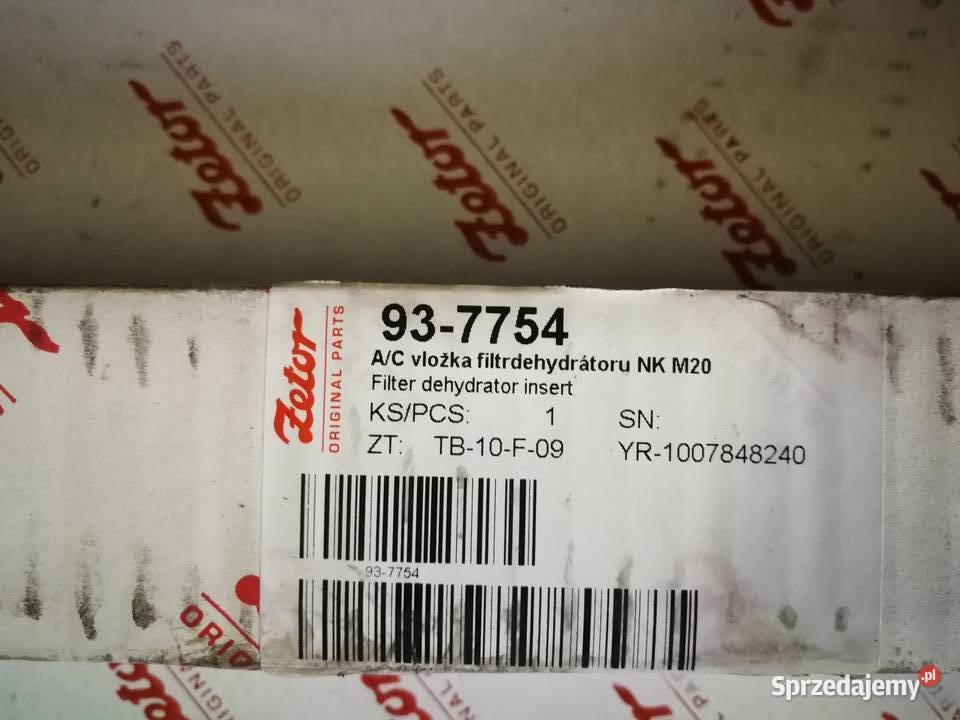 Zetor
ORIGINAL PARTS
Zetor
ORIGINAL PARTS
Zetor
ORIGINAL PARTS
Zetor
ORIGINAL PARTS
93-7754
A/C vložka filtrdehydrátoru NK M20
Filter dehydrator insert
KS/PCS: 1 SN:
ZT: TB-10-F-09 YR-1007848240
93-7754
Sprzedajemy.pl